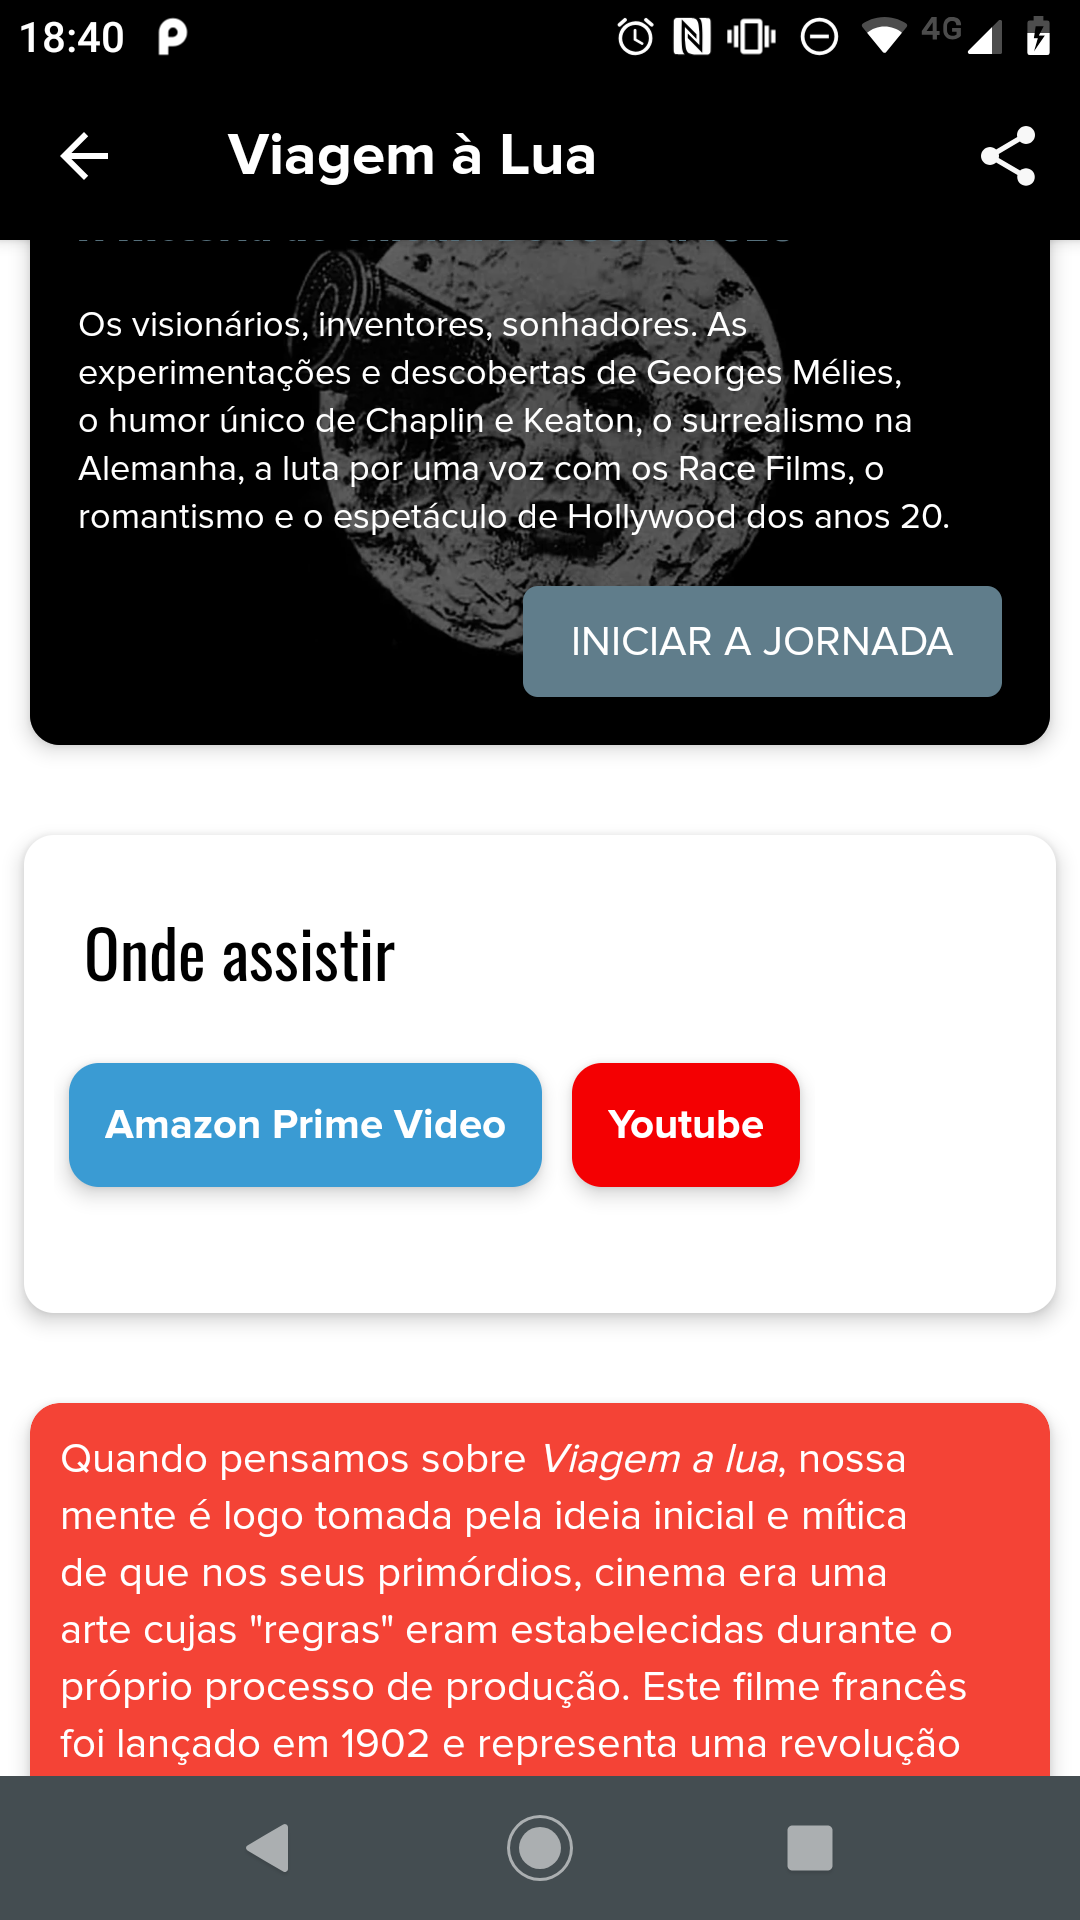 18:40
4G
Viagem à Lua
Os visionários, inventores, sonhadores. As
experimentações e descobertas de Georges Mélies,
o humor único de Chaplin e Keaton, o surrealismo na
Alemanha, a luta por uma voz com os Race Films, o
romantismo e o espetáculo de Hollywood dos anos 20.
INICIAR A JORNADA
Onde assistir
Amazon Prime Video
Youtube
Quando pensamos sobre Viagem a lua, nossa
mente é logo tomada pela ideia inicial e mítica
de que nos seus primórdios, cinema era uma
arte cujas "regras" eram estabelecidas durante o
próprio processo de produção. Este filme francês
foi lançado em 1902 e representa uma revolução